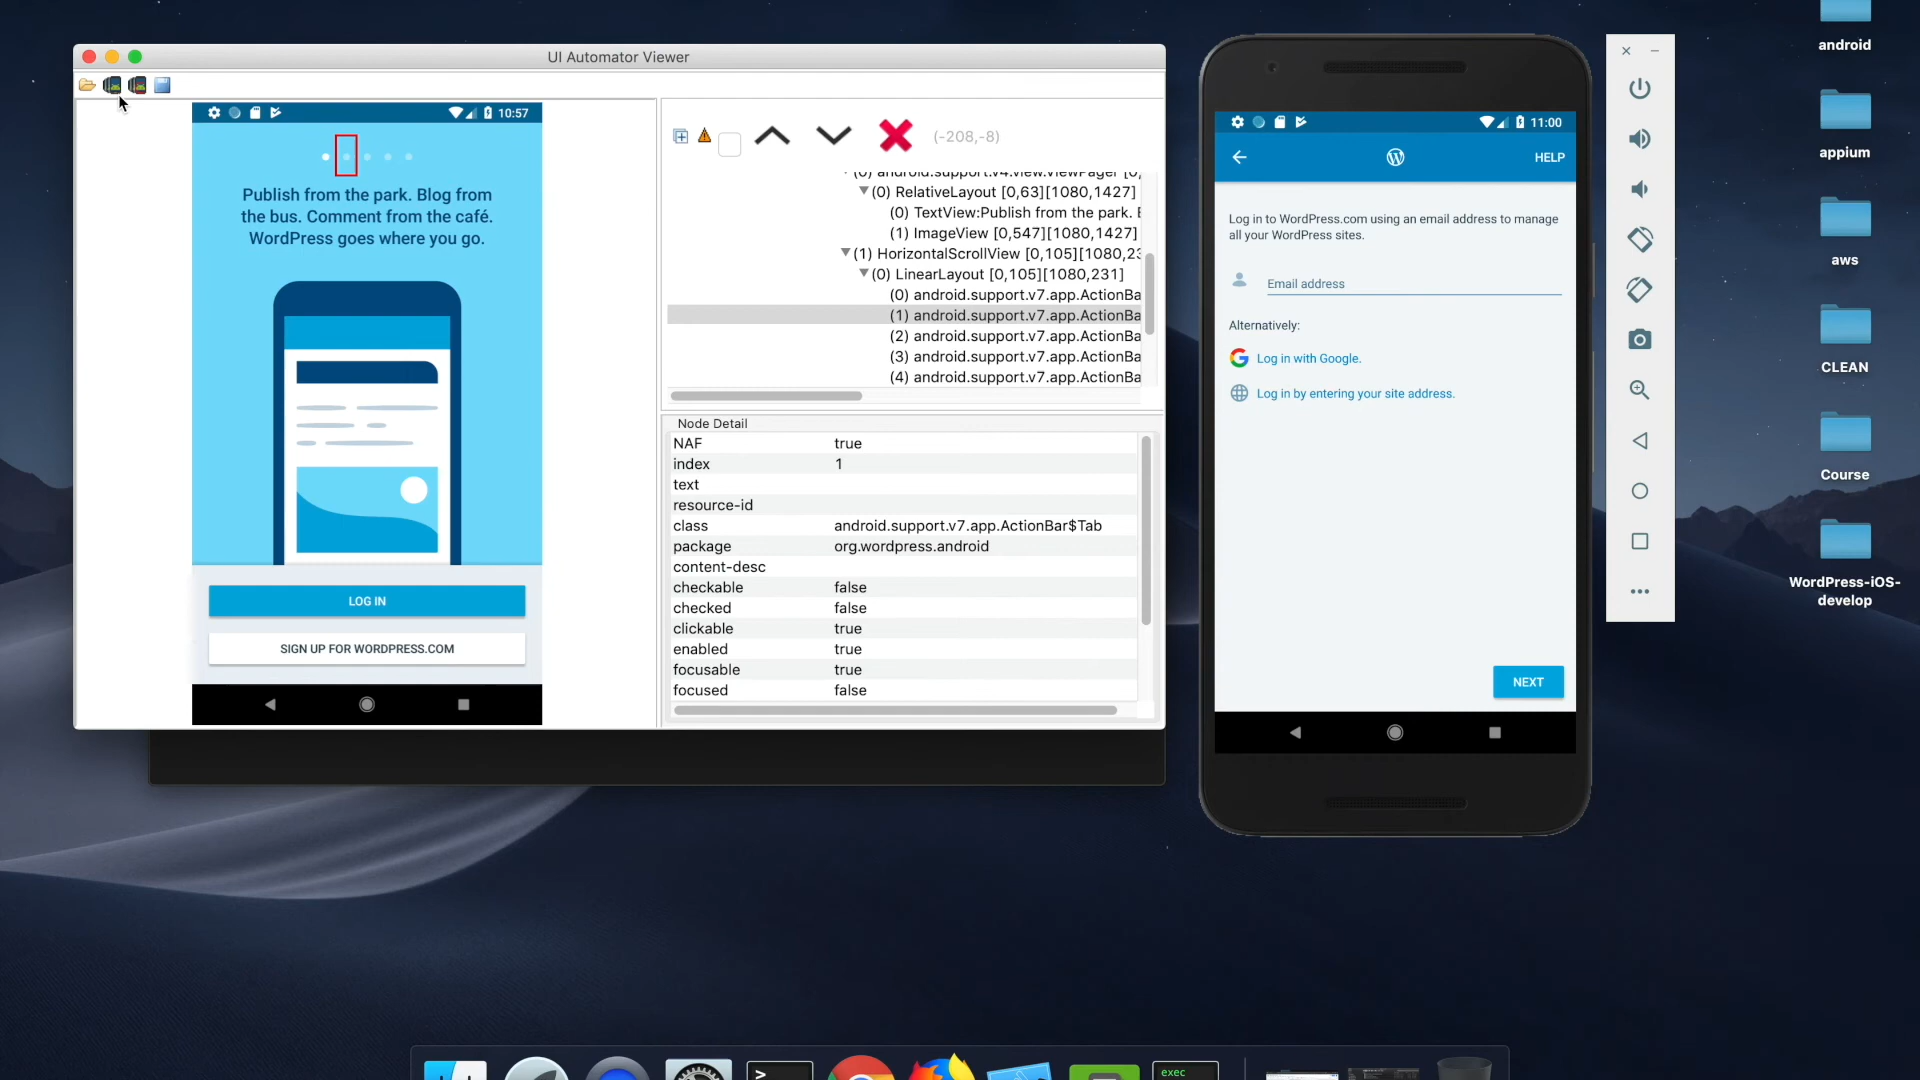 UI Automator Viewer
10:57
Publish from the park. Blog from
the bus. Comment from the café.
WordPress goes where you go.
LOG IN
SIGN UP FOR WORDPRESS.COM
(-208,-8)
(0) android.support.v4.view.ViewPager [0,
(0) RelativeLayout [0,63][1080,1427]
(0) TextView:Publish from the park. B
(1) ImageView [0,547][1080,1427]
(1) HorizontalScrollView [0,105][1080,23
(0) LinearLayout [0,105][1080,231]
(0) android.support.v7.app.ActionBa
(1) android.support.v7.app.ActionBa
(2) android.support.v7.app.ActionBa
(3) android.support.v7.app.ActionBa
(4) android.support.v7.app.ActionBa
Node Detail
NAF true
index 1
text
resource-id
class android.support.v7.app.ActionBar$Tab
package org.wordpress.android
content-desc
checkable false
checked false
clickable true
enabled true
focusable true
focused false
11:00
HELP
Log in to WordPress.com using an email address to manage
all your WordPress sites.
Email address
Alternatively:
Log in with Google.
Log in by entering your site address.
NEXT
android
appium
aws
CLEAN
Course
WordPress-iOS-
develop
exec